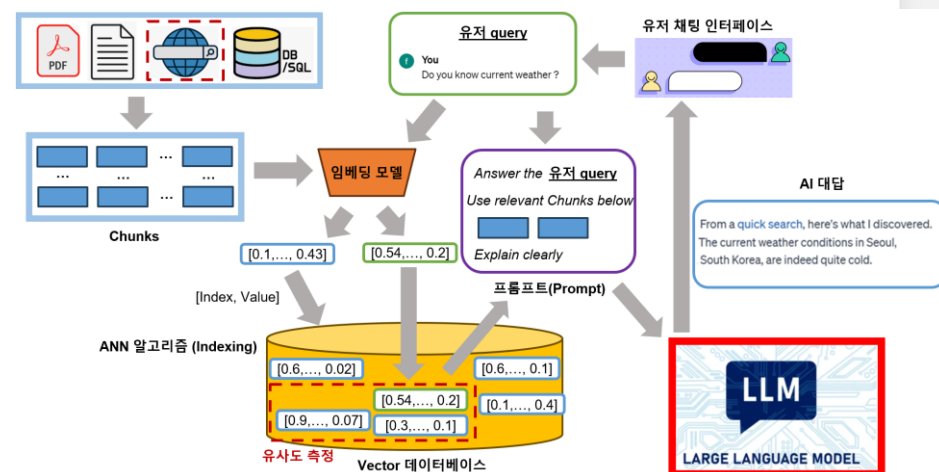 PDF
DB
/SQL
유저 query
f
You
Do you know current weather ?
유저 채팅 인터페이스
...
...
...
...
Chunks
임베딩 모델
Answer the 유저 query
Use relevant Chunks below
Explain clearly
프롬프트(Prompt)
AI 대답
From a quick search, here's what I discovered.
The current weather conditions in Seoul,
South Korea, are indeed quite cold.
[0.1,..., 0.43]
[0.54,..., 0.2]
[Index, Value]
ANN 알고리즘 (Indexing)
[0.6,..., 0.02]
[0.6,..., 0.1]
[0.54,..., 0.2]
[0.1,..., 0.4]
[0.9,..., 0.07]
[0.3,..., 0.1]
유사도 측정
Vector 데이터베이스
LLM
LARGE LANGUAGE MODEL